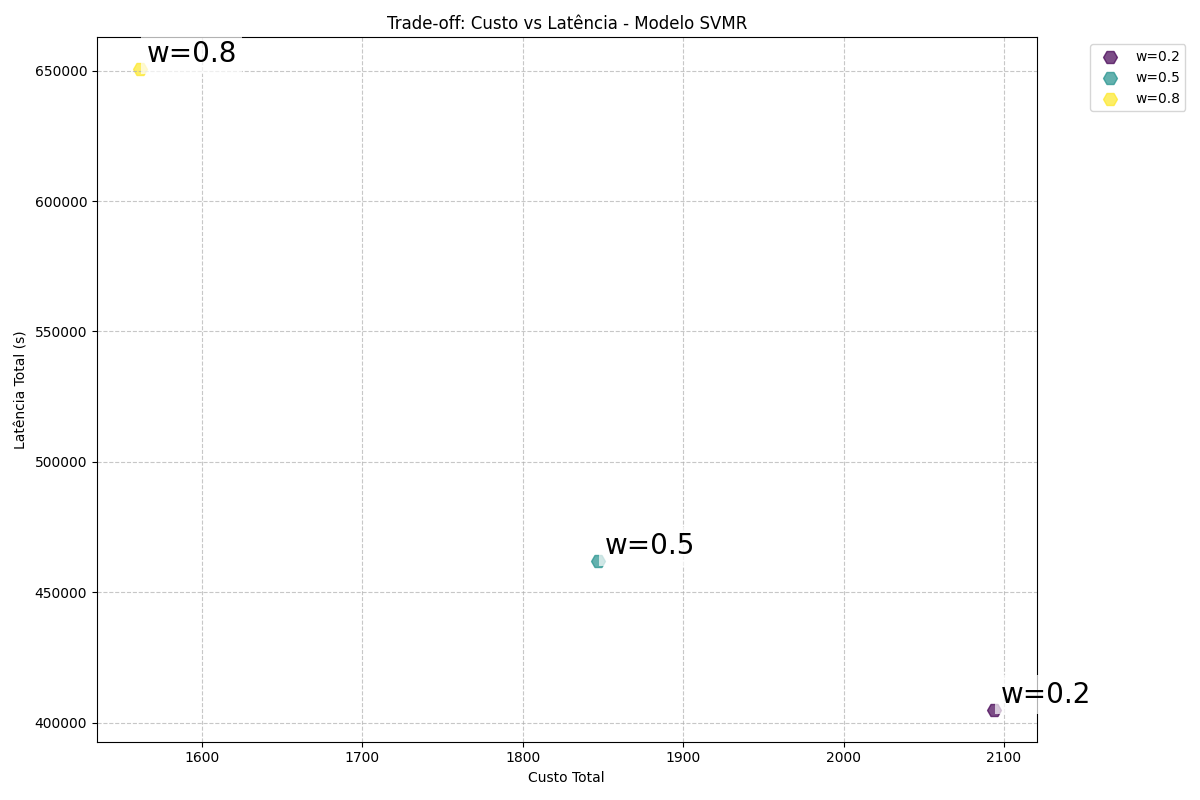 Trade-off: Custo vs Latência - Modelo SVMR
w=0.8
w=0.5
w=0.2
w=0.2
w=0.5
w=0.8
650000
600000
550000
500000
450000
400000
Latência Total (s)
1600
1700
1800
1900
2000
2100
Custo Total